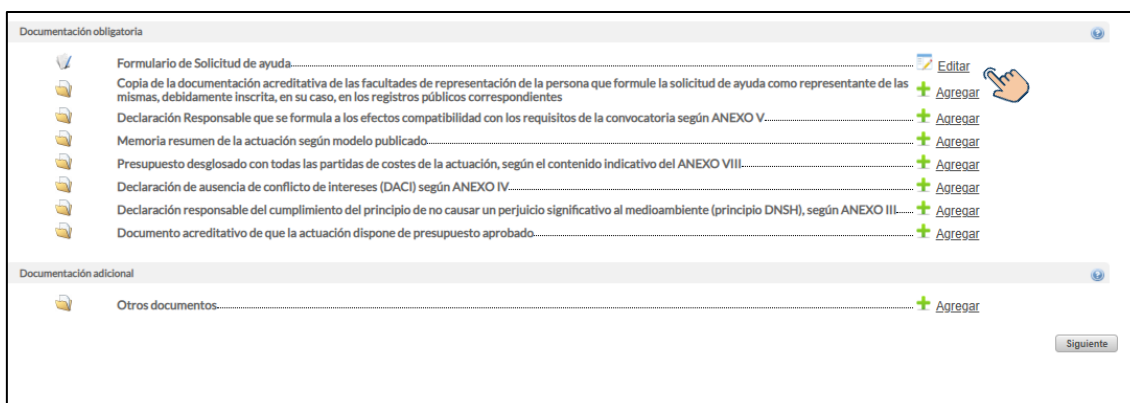 Documentación obligatoria
Formulario de Solicitud de ayuda
Editar
Copia de la documentación acreditativa de las facultades de representación de la persona que formule la solicitud de ayuda como representante de las
mismas, debidamente inscrita, en su caso, en los registros públicos correspondientes
Agregar
Declaración Responsable que se formula a los efectos compatibilidad con los requisitos de la convocatoria según ANEXO V
Agregar
Memoria resumen de la actuación según modelo publicado
Agregar
Presupuesto desglosado con todas las partidas de costes de la actuación, según el contenido indicativo del ANEXO VIII
Agregar
Declaración de ausencia de conflicto de intereses (DACI) según ANEXO IV
Agregar
Declaración responsable del cumplimiento del principio de no causar un perjuicio significativo al medioambiente (principio DNSH), según ANEXO III
Agregar
Documento acreditativo de que la actuación dispone de presupuesto aprobado
Agregar
Documentación adicional
Otros documentos
Agregar
Siguiente